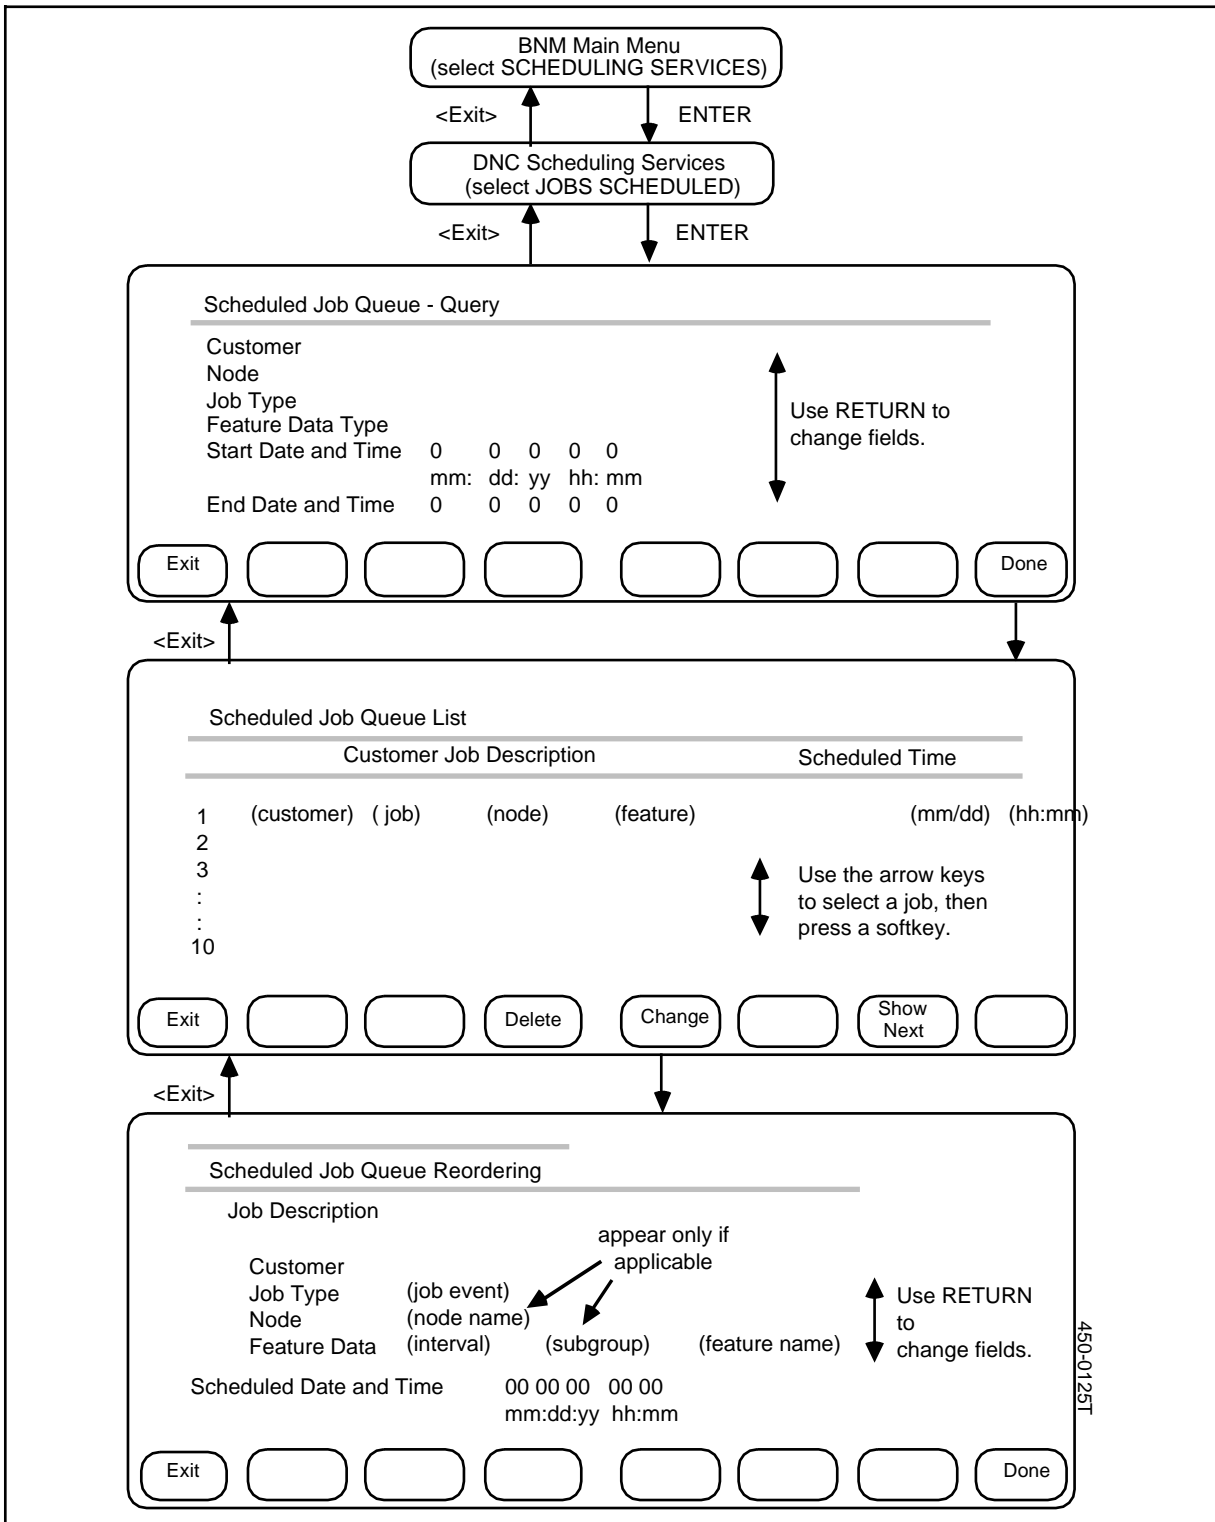 BNM Main Menu
(select SCHEDULING SERVICES)
<Exit> ENTER
DNC Scheduling Services
(select JOBS SCHEDULED)
<Exit> ENTER
Scheduled Job Queue - Query
Customer
Node
Job Type
Feature Data Type
Start Date and Time 0 0 0 0 0
mm: dd: yy hh: mm
End Date and Time 0 0 0 0 0
Use RETURN to
change fields.
Exit Done
<Exit>
Scheduled Job Queue List
Customer Job Description Scheduled Time
1 (customer) ( job) (node) (feature) (mm/dd) (hh:mm)
2
3
:
:
10
Use the arrow keys
to select a job, then
press a softkey.
Exit Delete Change Show
Next
<Exit>
Scheduled Job Queue Reordering
Job Description
appear only if
applicable
Customer
Job Type (job event)
Node (node name)
Feature Data (interval) (subgroup) (feature name)
Use RETURN
to
change fields.
Scheduled Date and Time 00 00 00 00 00
mm:dd:yy hh:mm
Exit Done
450-0125T